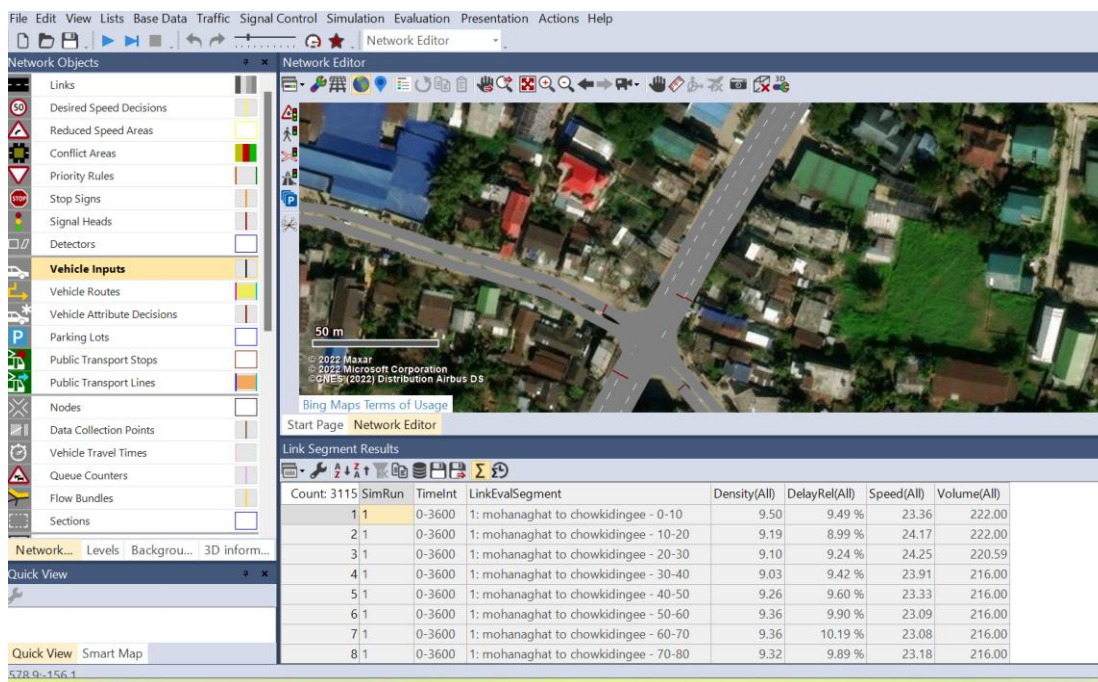 File Edit View Lists Base Data Traffic Signal Control Simulation Evaluation Presentation Actions Help
Network Editor
Network Objects
Network Editor
Links
50 Desired Speed Decisions
Reduced Speed Areas
Conflict Areas
Priority Rules
STOP Stop Signs
Signal Heads
Detectors
Vehicle Inputs
Vehicle Routes
Vehicle Attribute Decisions
P Parking Lots
Public Transport Stops
Public Transport Lines
Nodes
Data Collection Points
Vehicle Travel Times
Queue Counters
Flow Bundles
Sections
Network... Levels Backgrou... 3D inform...
Quick View
Quick View Smart Map
578.9:-156.1
3D
P
50 m
© 2022 Maxar
© 2022 Microsoft Corporation
©CNES (2022) Distribution Airbus DS
Bing Maps Terms of Usage
Start Page Network Editor
Link Segment Results
Count: 3115 SimRun TimeInt LinkEvalSegment Density(All) DelayRel(All) Speed(All) Volume(All)
1 1 0-3600 1: mohanaghat to chowkidingee - 0-10 9.50 9.49 % 23.36 222.00
2 1 0-3600 1: mohanaghat to chowkidingee - 10-20 9.19 8.99 % 24.17 222.00
3 1 0-3600 1: mohanaghat to chowkidingee - 20-30 9.10 9.24 % 24.25 220.59
4 1 0-3600 1: mohanaghat to chowkidingee - 30-40 9.03 9.42 % 23.91 216.00
5 1 0-3600 1: mohanaghat to chowkidingee - 40-50 9.26 9.60 % 23.33 216.00
6 1 0-3600 1: mohanaghat to chowkidingee - 50-60 9.36 9.90 % 23.09 216.00
7 1 0-3600 1: mohanaghat to chowkidingee - 60-70 9.36 10.19 % 23.08 216.00
8 1 0-3600 1: mohanaghat to chowkidingee - 70-80 9.32 9.89 % 23.18 216.00